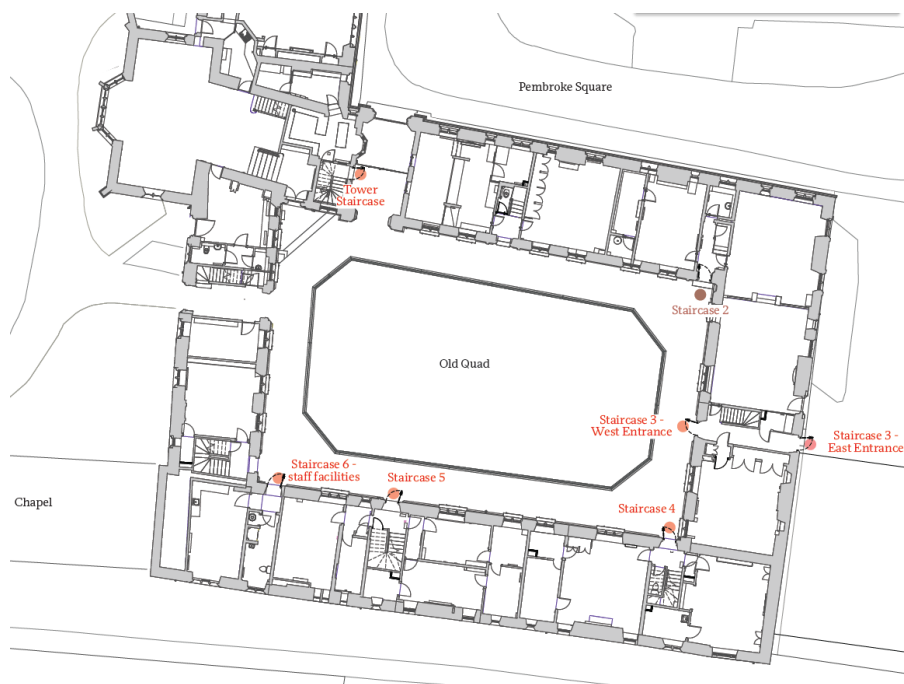 Pembroke Square
Tower
Staircase
Staircase 2
Old Quad
Staircase 3 -
West Entrance
Staircase 3 -
East Entrance
Staircase 6 -
staff facilities
Staircase 5
Chapel
Staircase 4